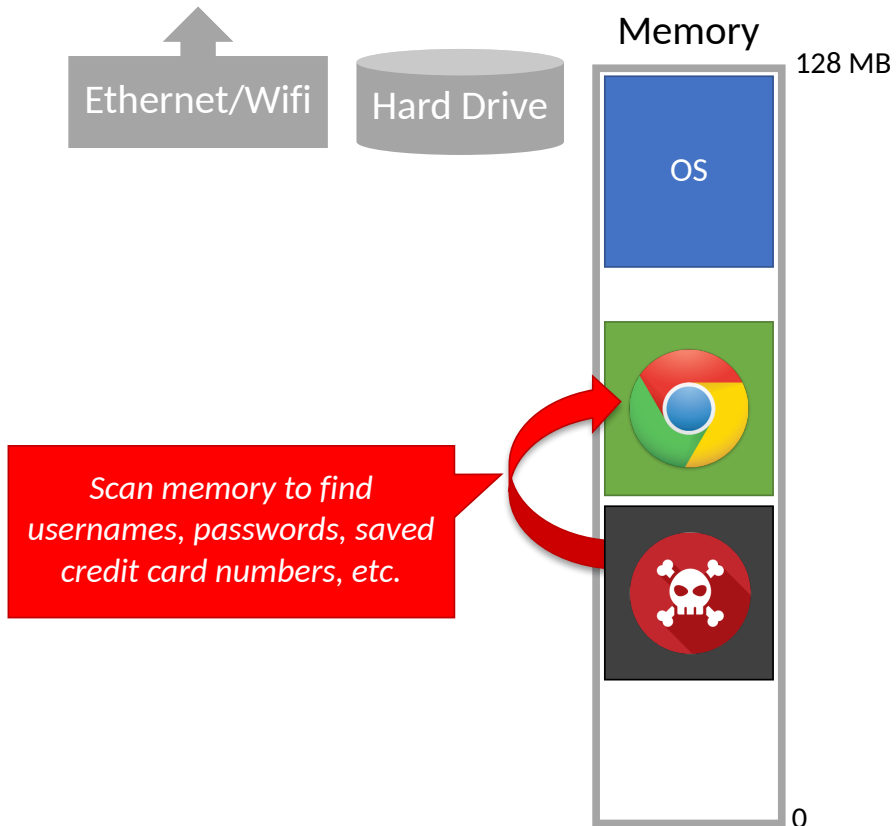 Memory
128 MB
Ethernet/Wifi
Hard Drive
OS
Scan memory to find
usernames, passwords, saved
credit card numbers, etc.
0